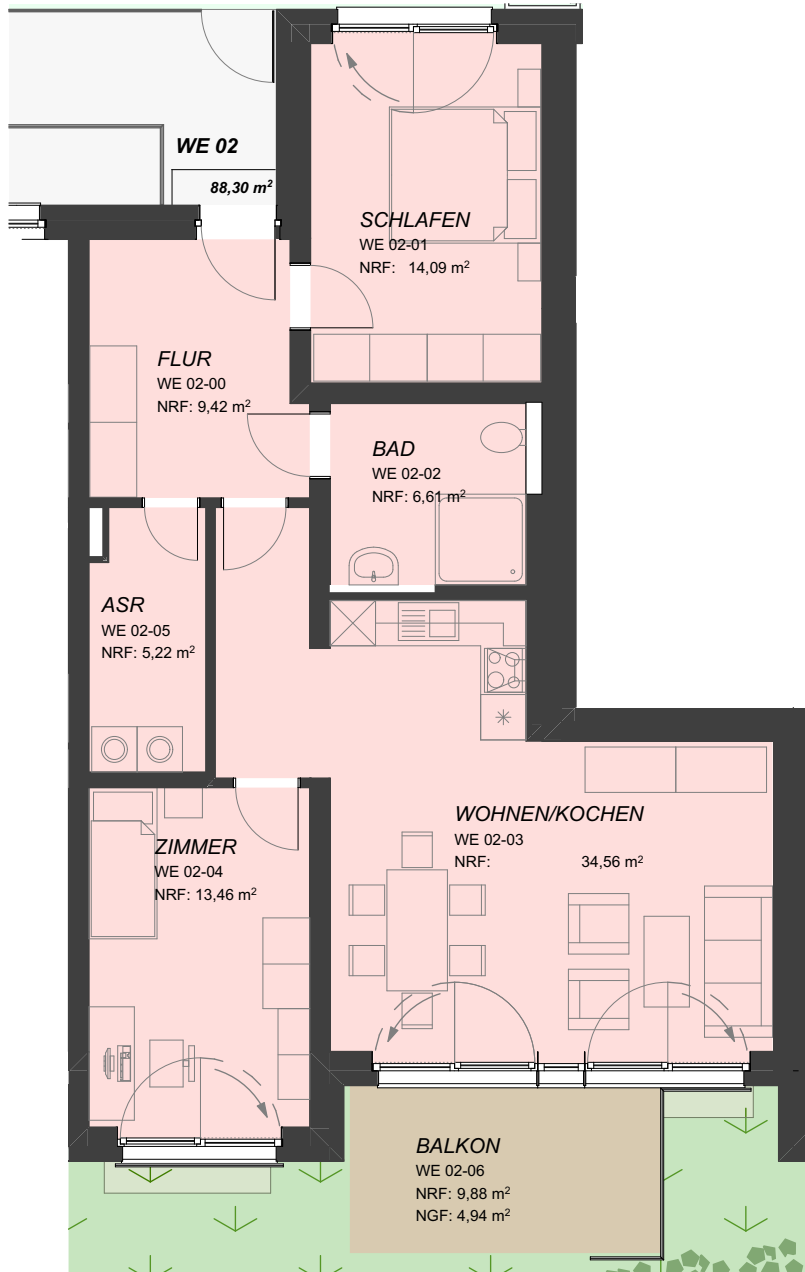 WE 02
88,30 m²
SCHLAFEN
WE 02-01
NRF: 14,09 m²
FLUR
WE 02-00
NRF: 9,42 m²
BAD
WE 02-02
NRF: 6,61 m²
ASR
WE 02-05
NRF: 5,22 m²
WOHNEN/KOCHEN
WE 02-03
NRF: 34,56 m²
ZIMMER
WE 02-04
NRF: 13,46 m²
BALKON
WE 02-06
NRF: 9,88 m²
NGF: 4,94 m²